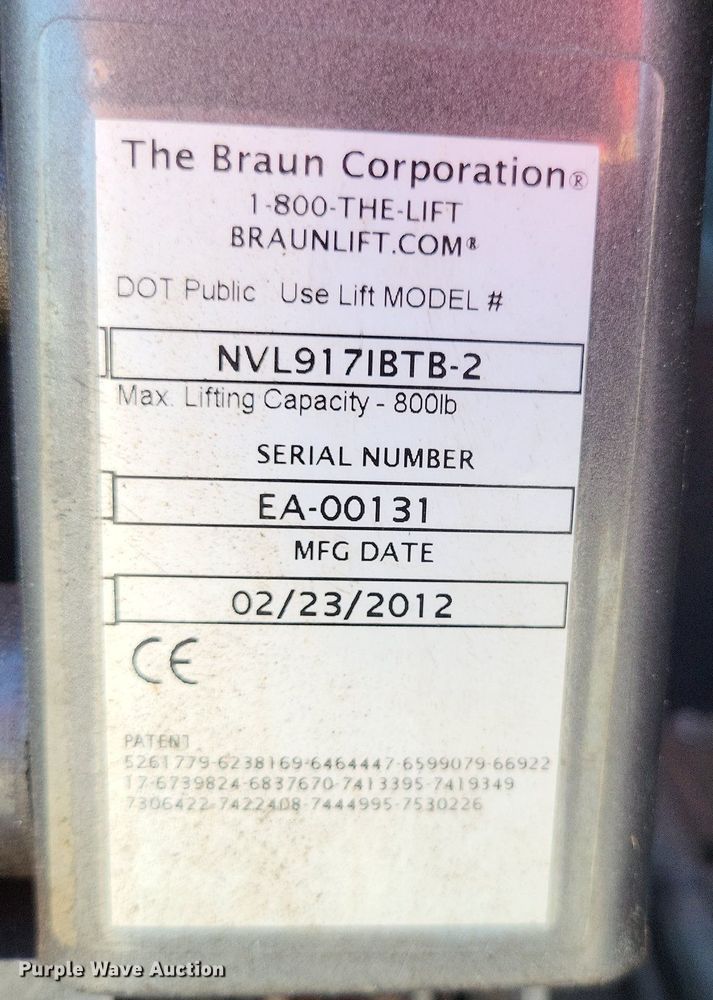 The Braun Corporation®
1-800-THE-LIFT
BRAUNLIFT.COM®
DOT Public Use Lift MODEL #
NVL917IBTB-2
Max. Lifting Capacity - 800lb
SERIAL NUMBER
EA-00131
MFG DATE
02/23/2012
CE
PATENT
5261779-6238169-6464447-6599079-66922
17-6739824-6837670-7413395-7419349
7306422-7422408-7444995-7530226
Purple Wave Auction